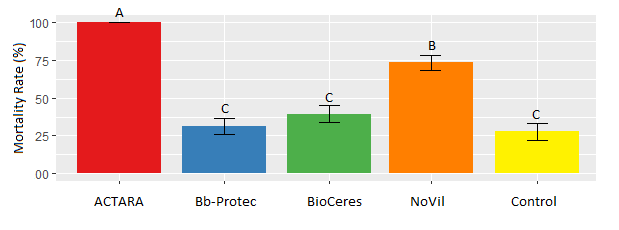 Mortality Rate (%)
100
75
50
25
00
A
C
C
B
C
ACTARA Bb-Protec BioCeres NoVil Control